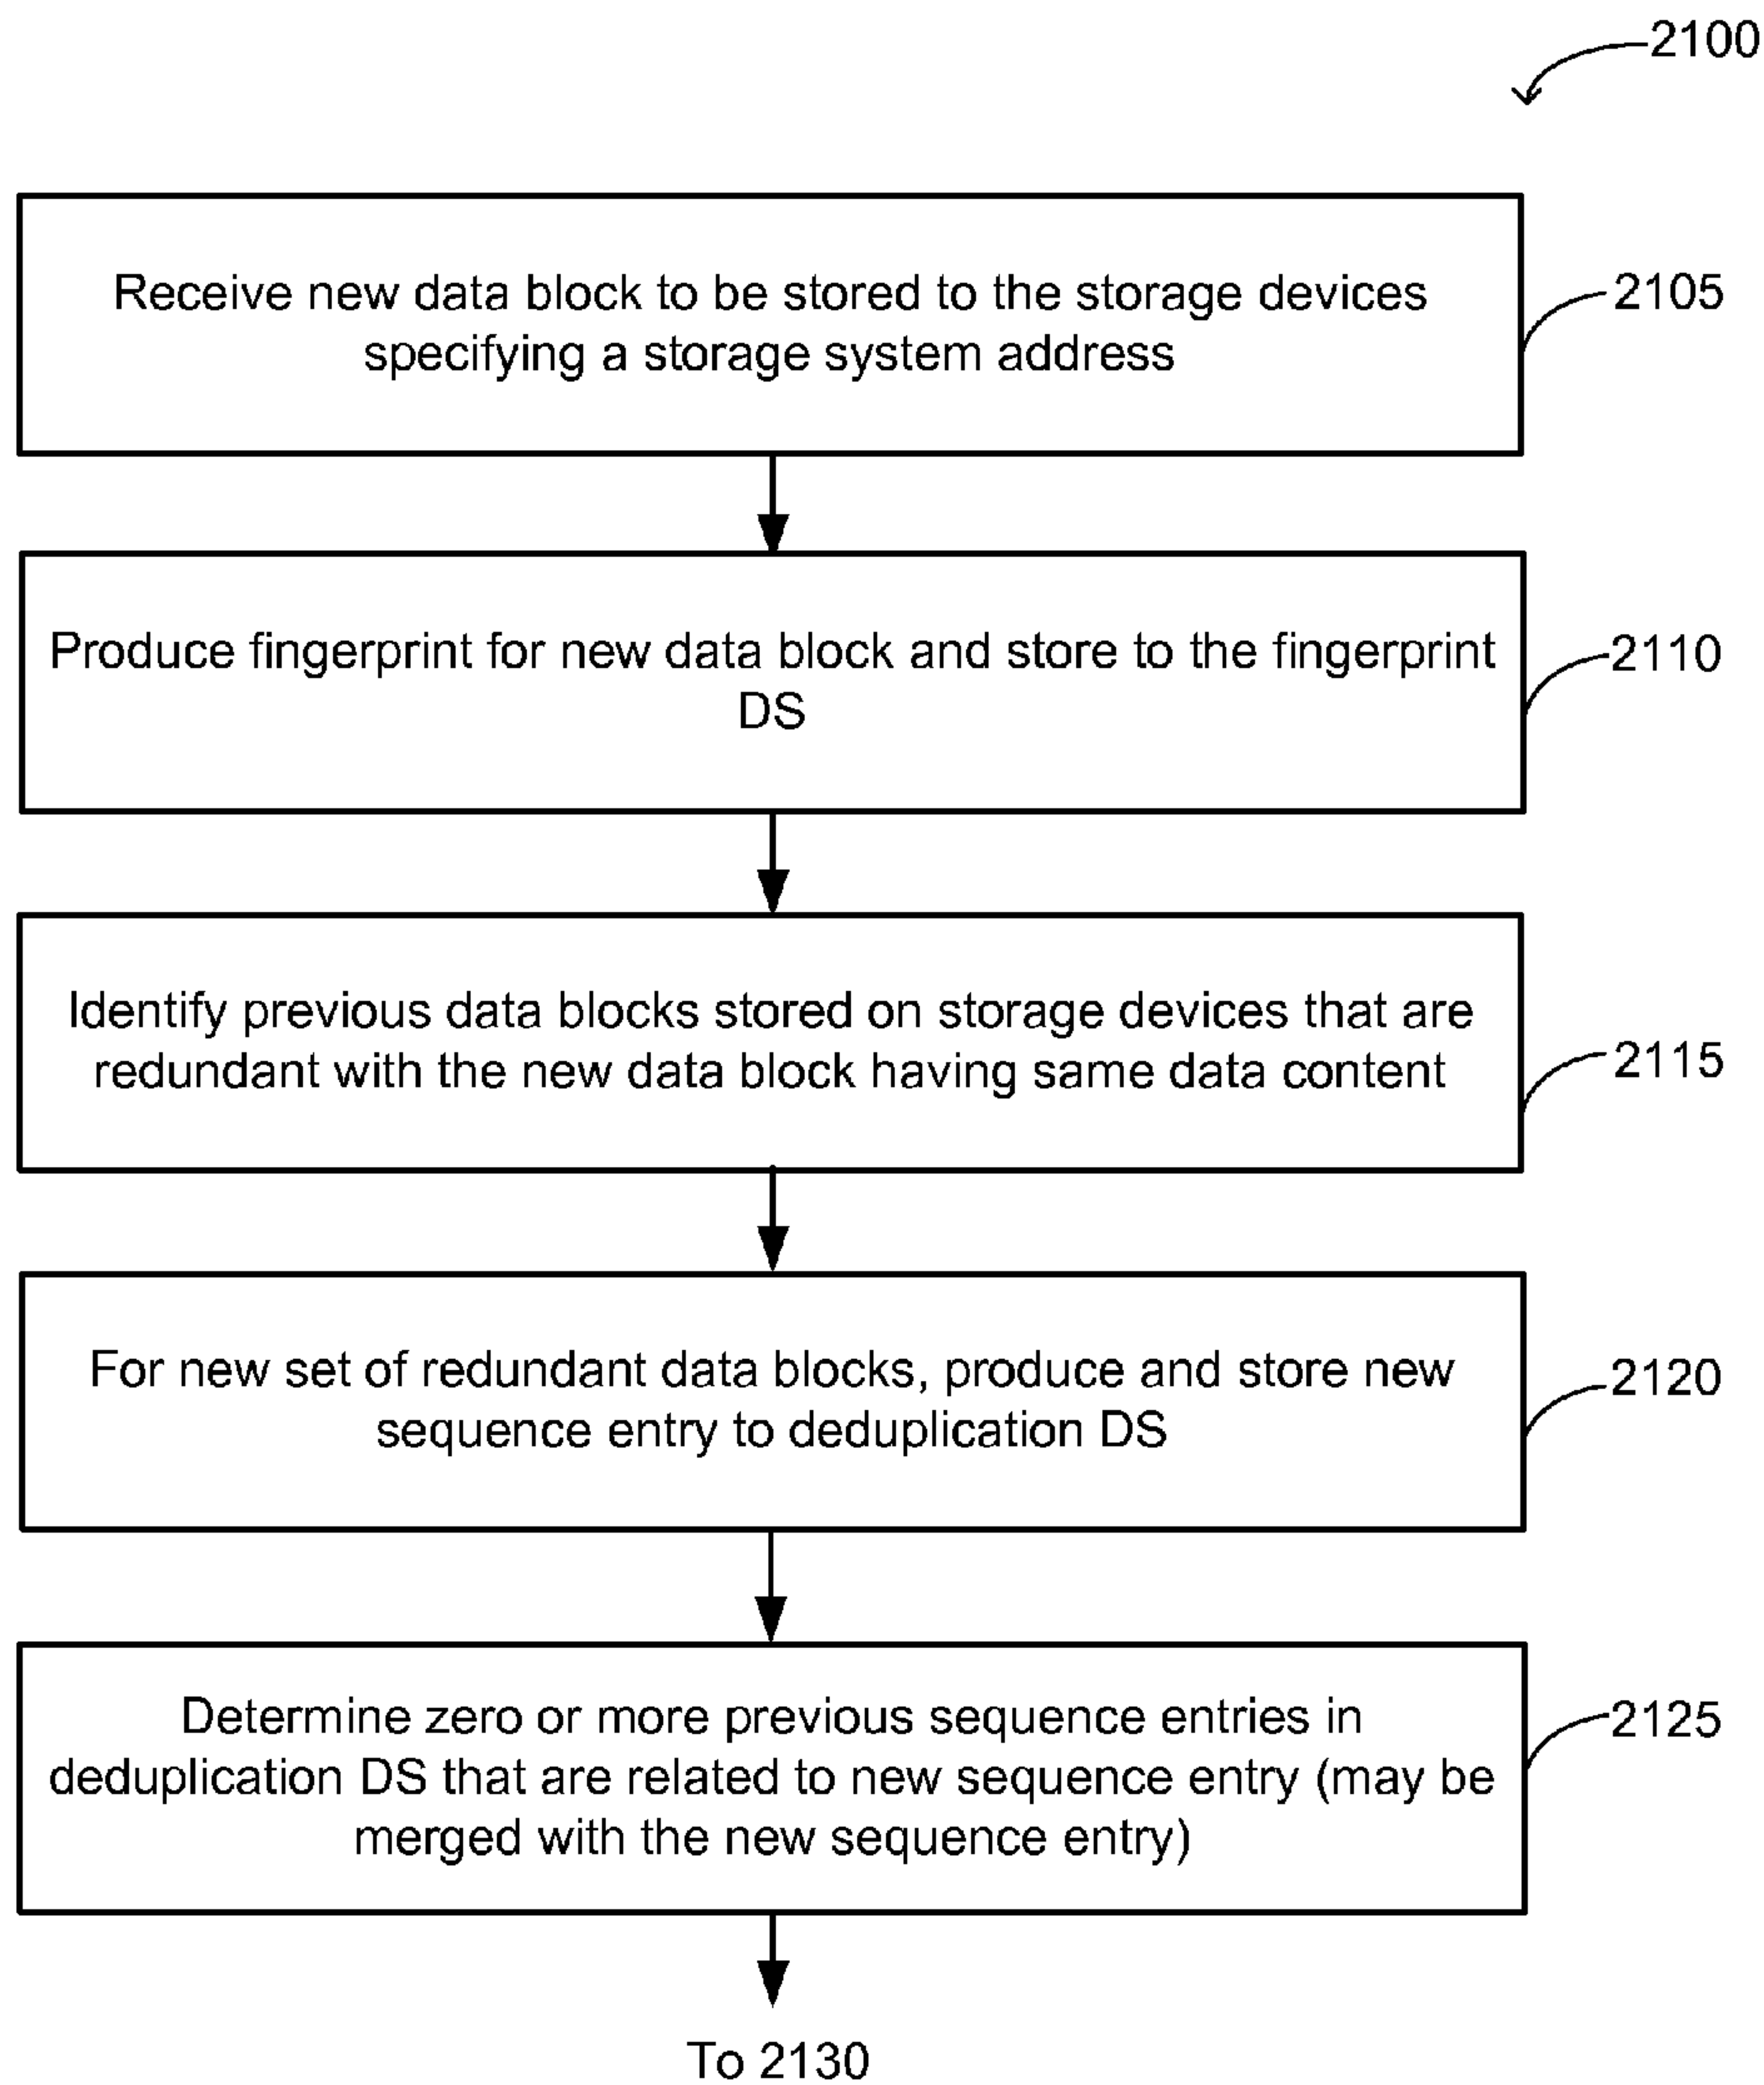 2100
Receive new data block to be stored to the storage devices
specifying a storage system address
2105
Produce fingerprint for new data block and store to the fingerprint
DS
2110
Identify previous data blocks stored on storage devices that are
redundant with the new data block having same data content
2115
For new set of redundant data blocks, produce and store new
sequence entry to deduplication DS
2120
Determine zero or more previous sequence entries in
deduplication DS that are related to new sequence entry (may be
merged with the new sequence entry)
2125
To 2130